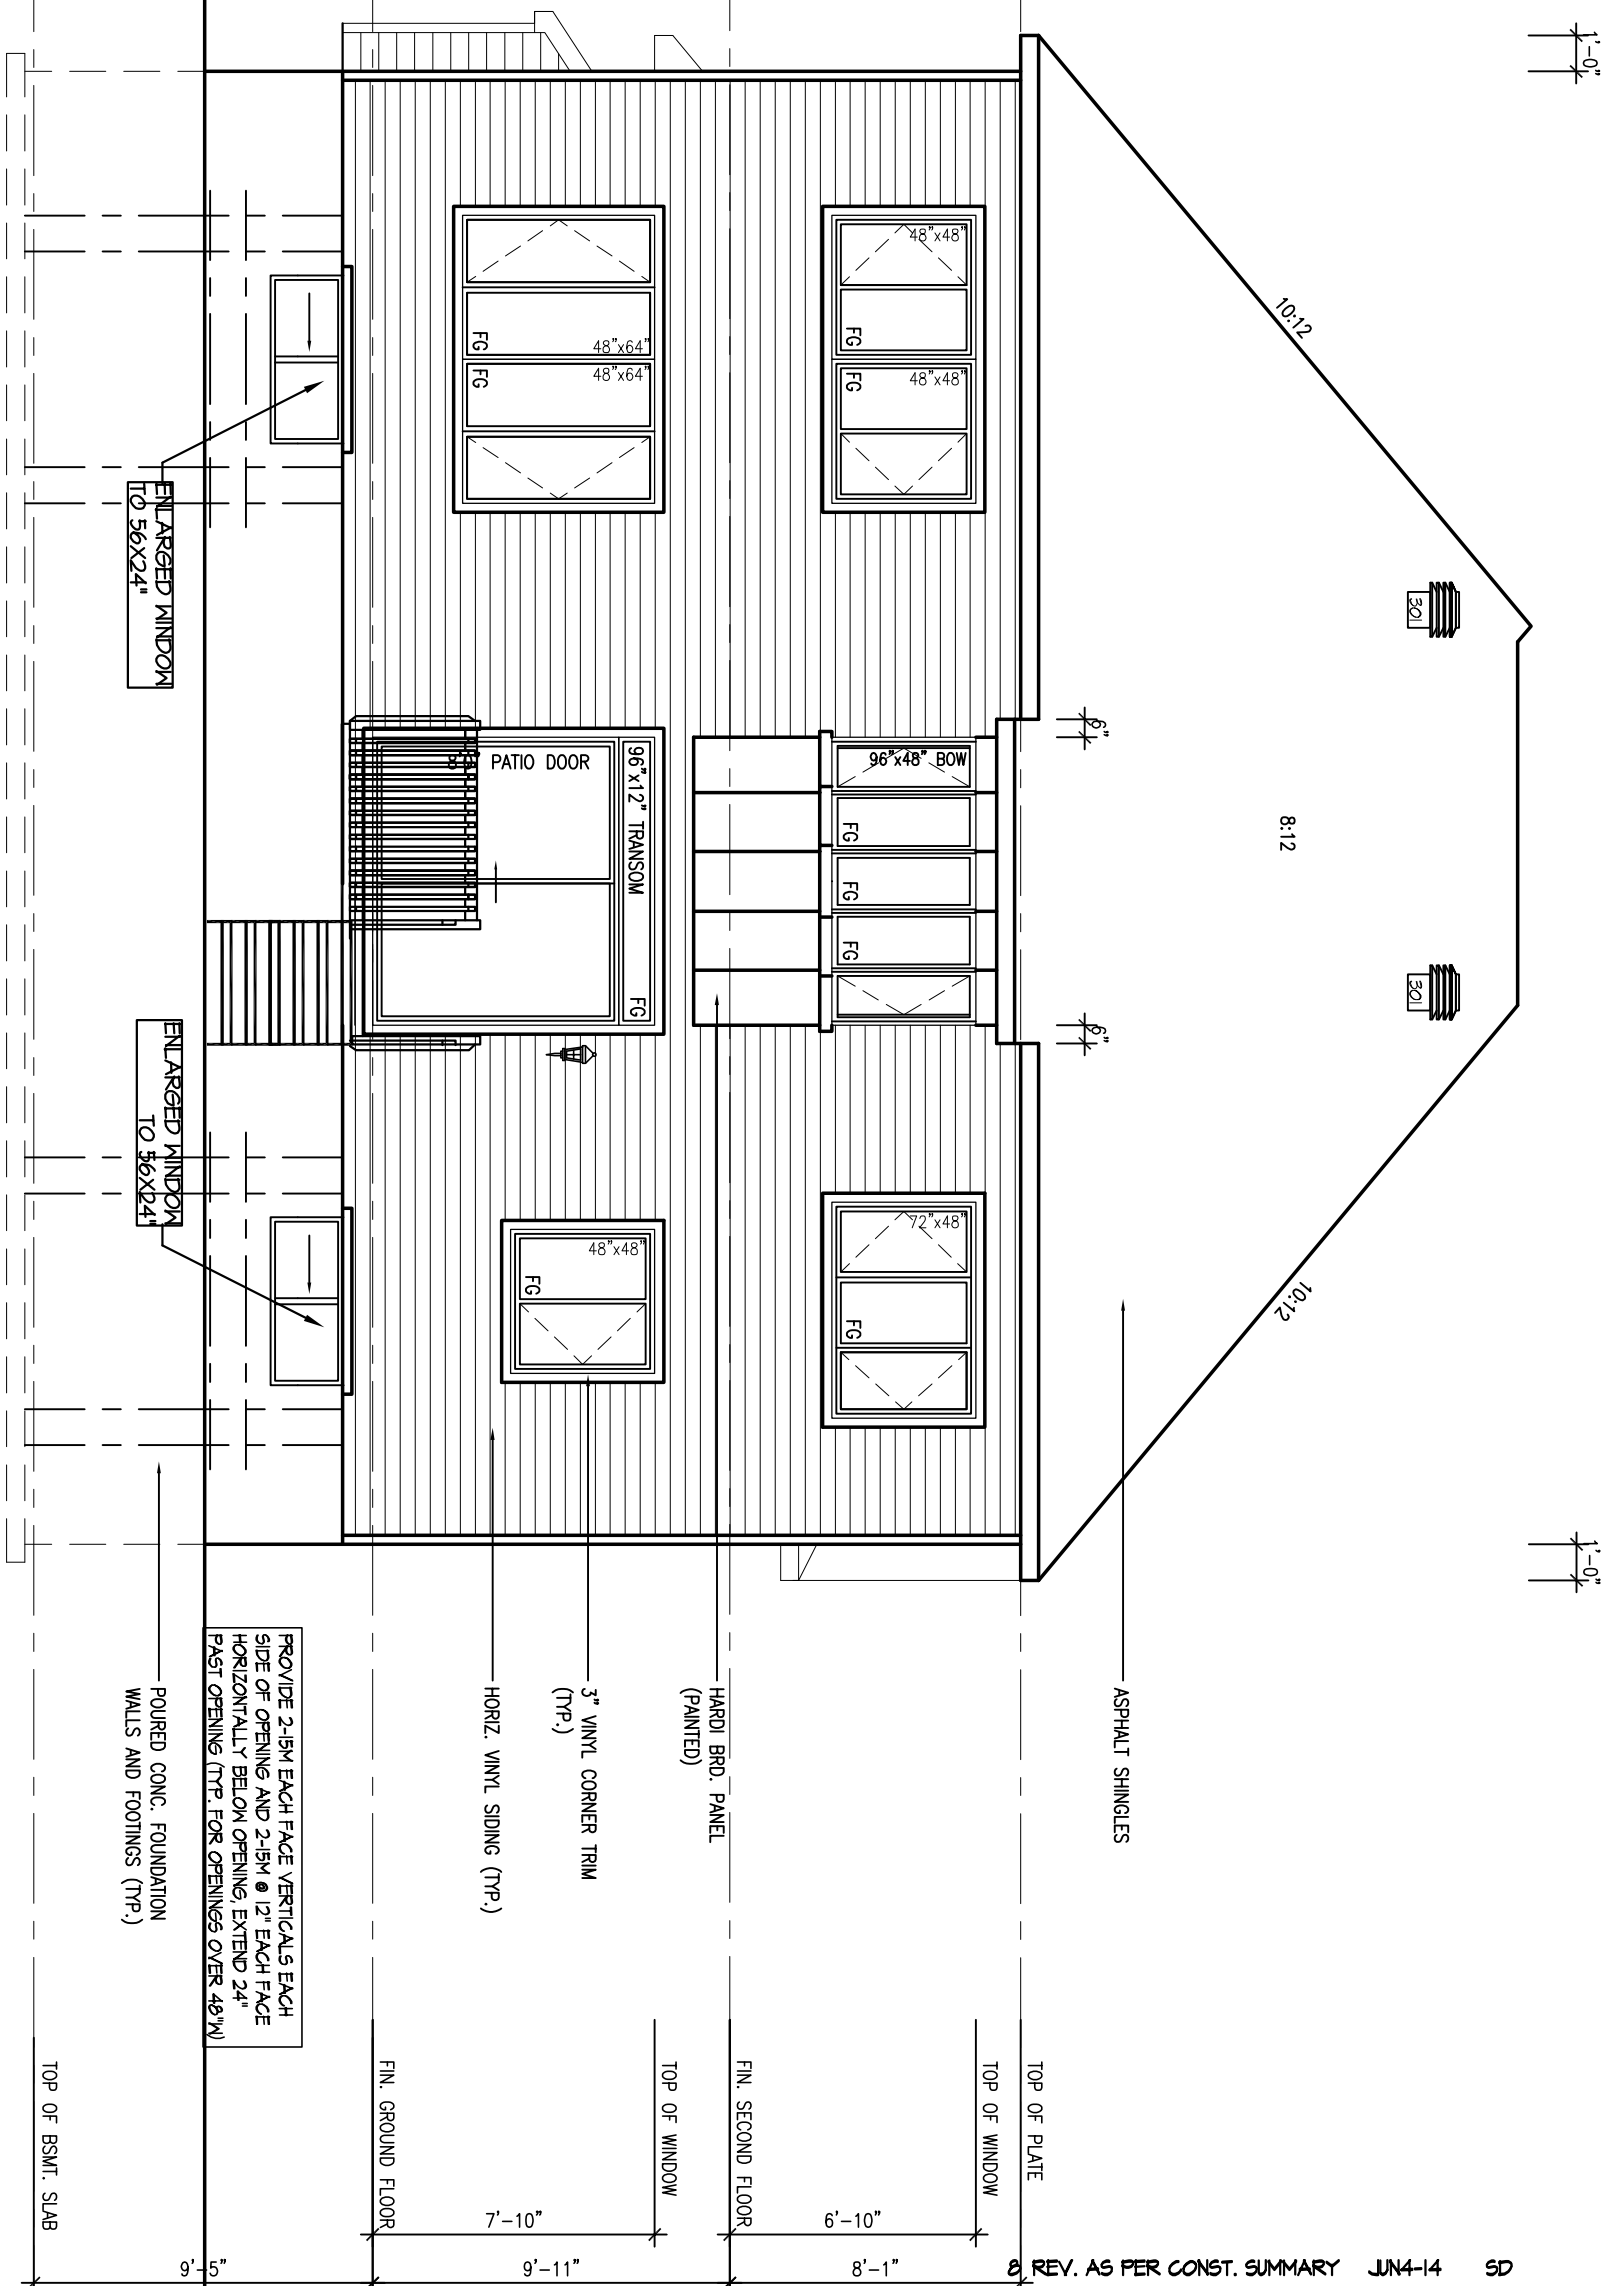 1'-0"
1'-0"
10:12
8:12
10:12
301
301
6"
6"
48"x48"
48"x48"
FG
FG
96"x48" BOW
FG
FG
FG
72"x48"
FG
48"x64"
48"x64"
FG
FG
96"x12" TRANSOM
FG
PATIO DOOR
48"x48"
FG
ENLARGED WINDOW
TO 56X24"
ENLARGED WINDOW
TO 56X24"
ASPHALT SHINGLES
HARDI BRD. PANEL
(PAINTED)
3" VINYL CORNER TRIM
(TYP.)
HORIZ. VINYL SIDING (TYP.)
PROVIDE 2-15M EACH FACE VERTICALS EACH
SIDE OF OPENING AND 2-15M @ 12" EACH FACE
HORIZONTALLY BELOW OPENING, EXTEND 24"
PAST OPENING (TYP. FOR OPENINGS OVER 48"W)
POURED CONC. FOUNDATION
WALLS AND FOOTINGS (TYP.)
TOP OF PLATE
TOP OF WINDOW
FIN. SECOND FLOOR
TOP OF WINDOW
FIN. GROUND FLOOR
TOP OF BSMT. SLAB
6'-10"
7'-10"
8'-1"
9'-11"
9'-5"
8 REV. AS PER CONST. SUMMARY JUN4-14 SD